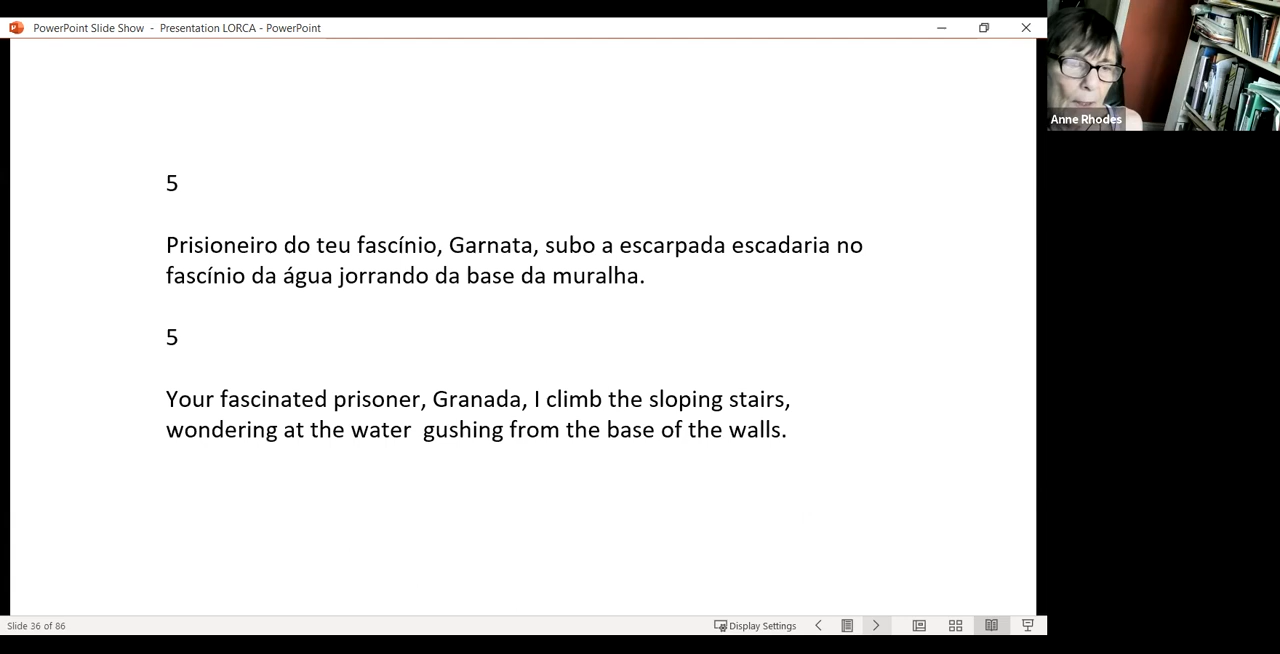 PowerPoint Slide Show - Presentation LORCA - PowerPoint
Anne Rhodes
5
Prisioneiro do teu fascínio, Garnata, subo a escarpada escadaria no
fascínio da água jorrando da base da muralha.
5
Your fascinated prisoner, Granada, I climb the sloping stairs,
wondering at the water  gushing from the base of the walls.
Slide 36 of 86
Display Settings